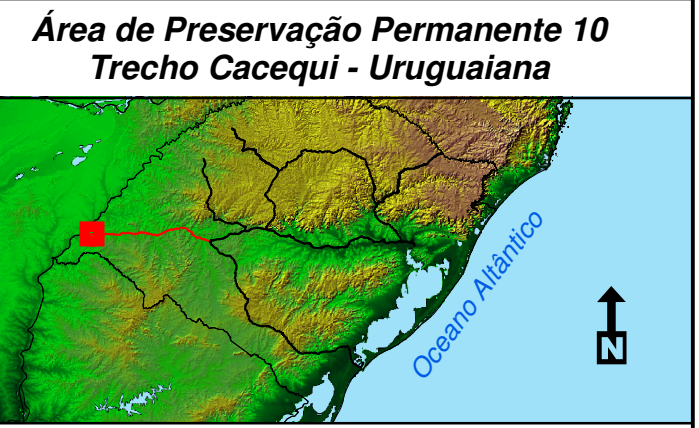 Área de Preservação Permanente 10
Trecho Cacequi - Uruguaiana
Oceano Altântico
N